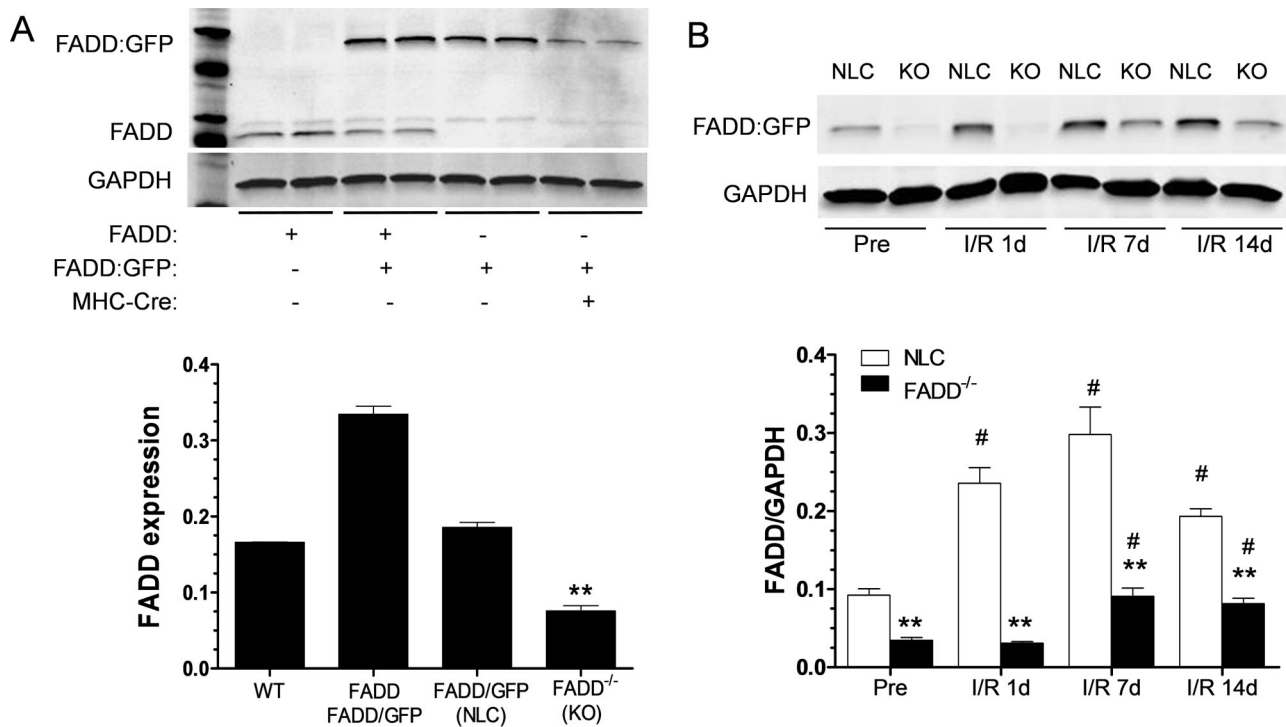 A
FADD:GFP
FADD
GAPDH
FADD: + + - -
FADD:GFP: - + + +
MHC-Cre: - - - +
FADD expression
0.4
0.3
0.2
0.1
0.0
**
WT
FADD
FADD/GFP
FADD/GFP
(NLC)
FADD-/-
(KO)
B
NLC KO NLC KO NLC KO NLC KO
FADD:GFP
GAPDH
Pre I/R 1d I/R 7d I/R 14d
NLC
FADD-/-
FADD/GAPDH
0.4
0.3
0.2
0.1
0.0
**
#
**
#
#
**
#
#
**
Pre I/R 1d I/R 7d I/R 14d